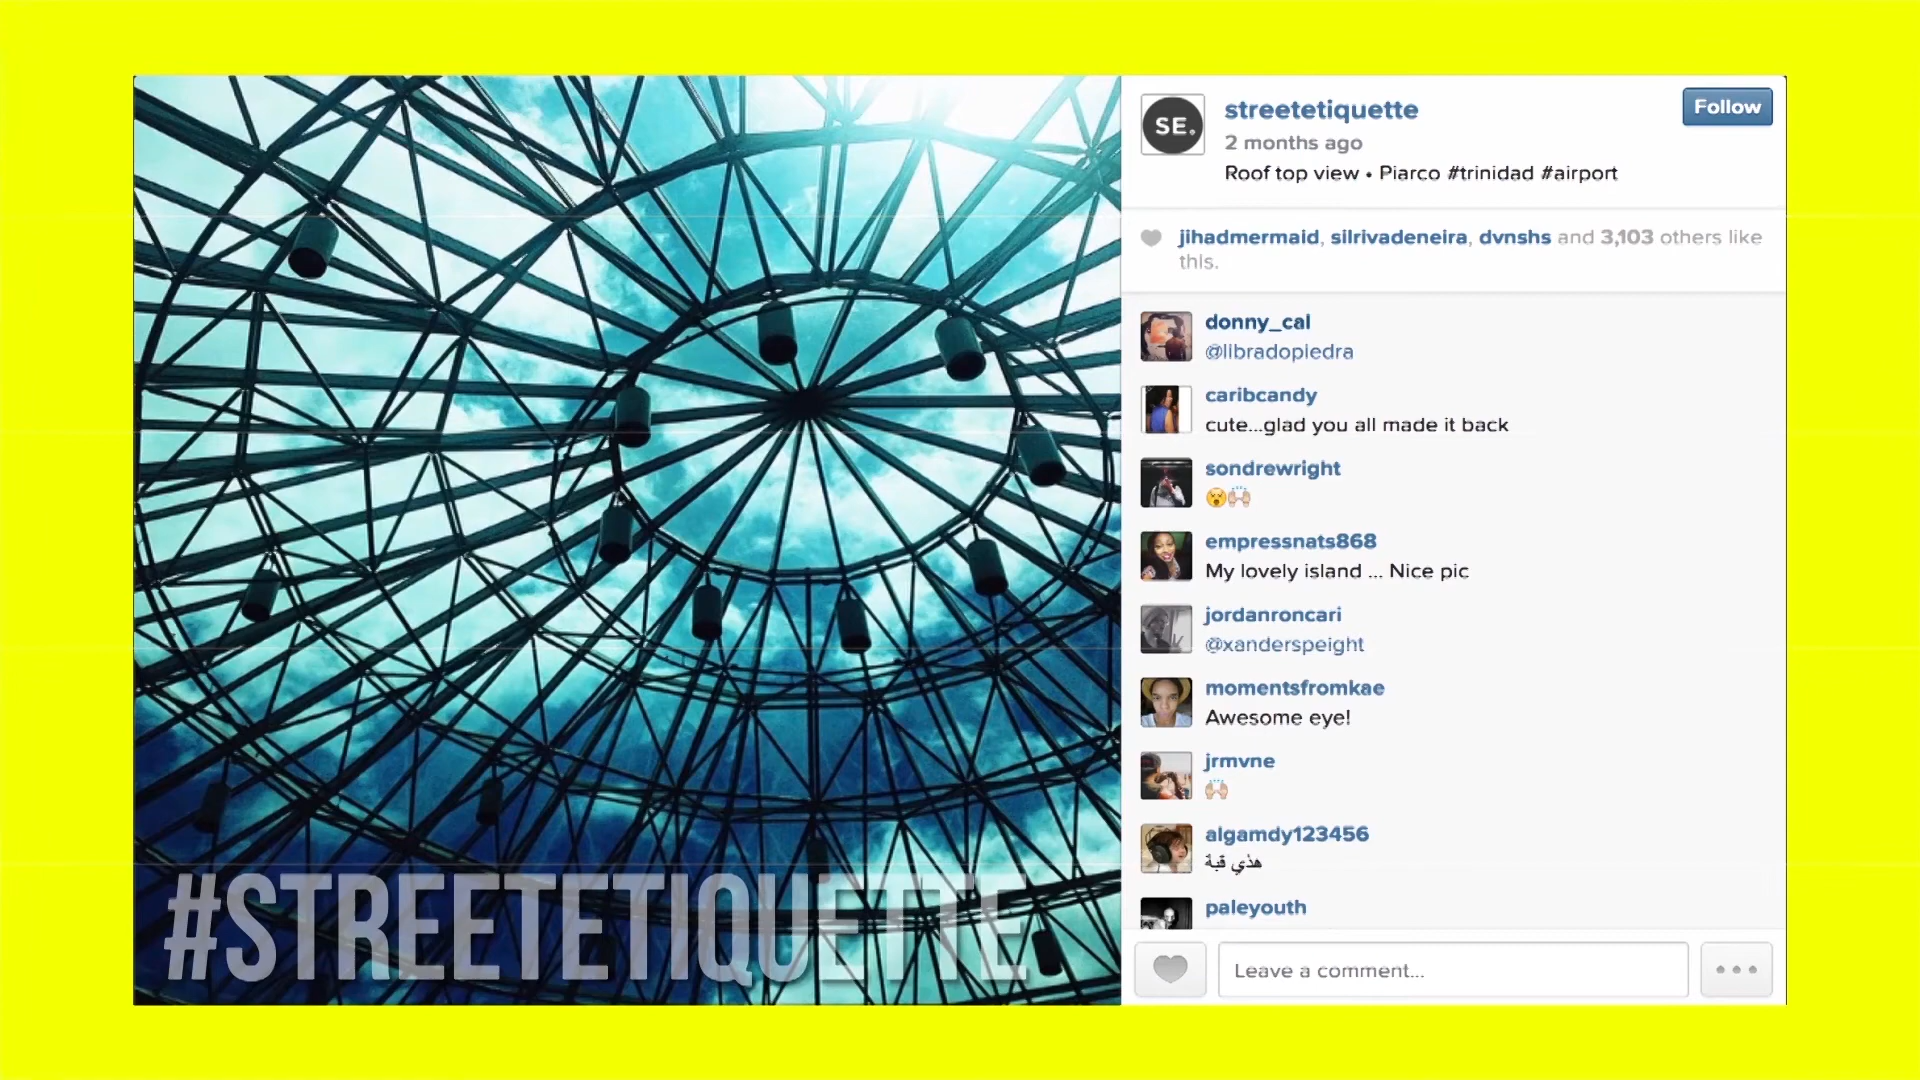 #STREETETIQUETTE
SE.
streetetiquette
Follow
2 months ago
Roof top view • Piarco #trinidad #airport
jihadmermaid, silrivadeneira, dvnshs and 3,103 others like
this.
donny_cal
@libradopiedra
caribcandy
cute...glad you all made it back
sondrewright
😵🙌
empressnats868
My lovely island ... Nice pic
jordanroncari
@xanderspeight
momentsfromkae
Awesome eye!
jrmvne
🙌
algamdy123456
هذي قبة
paleyouth
Leave a comment...